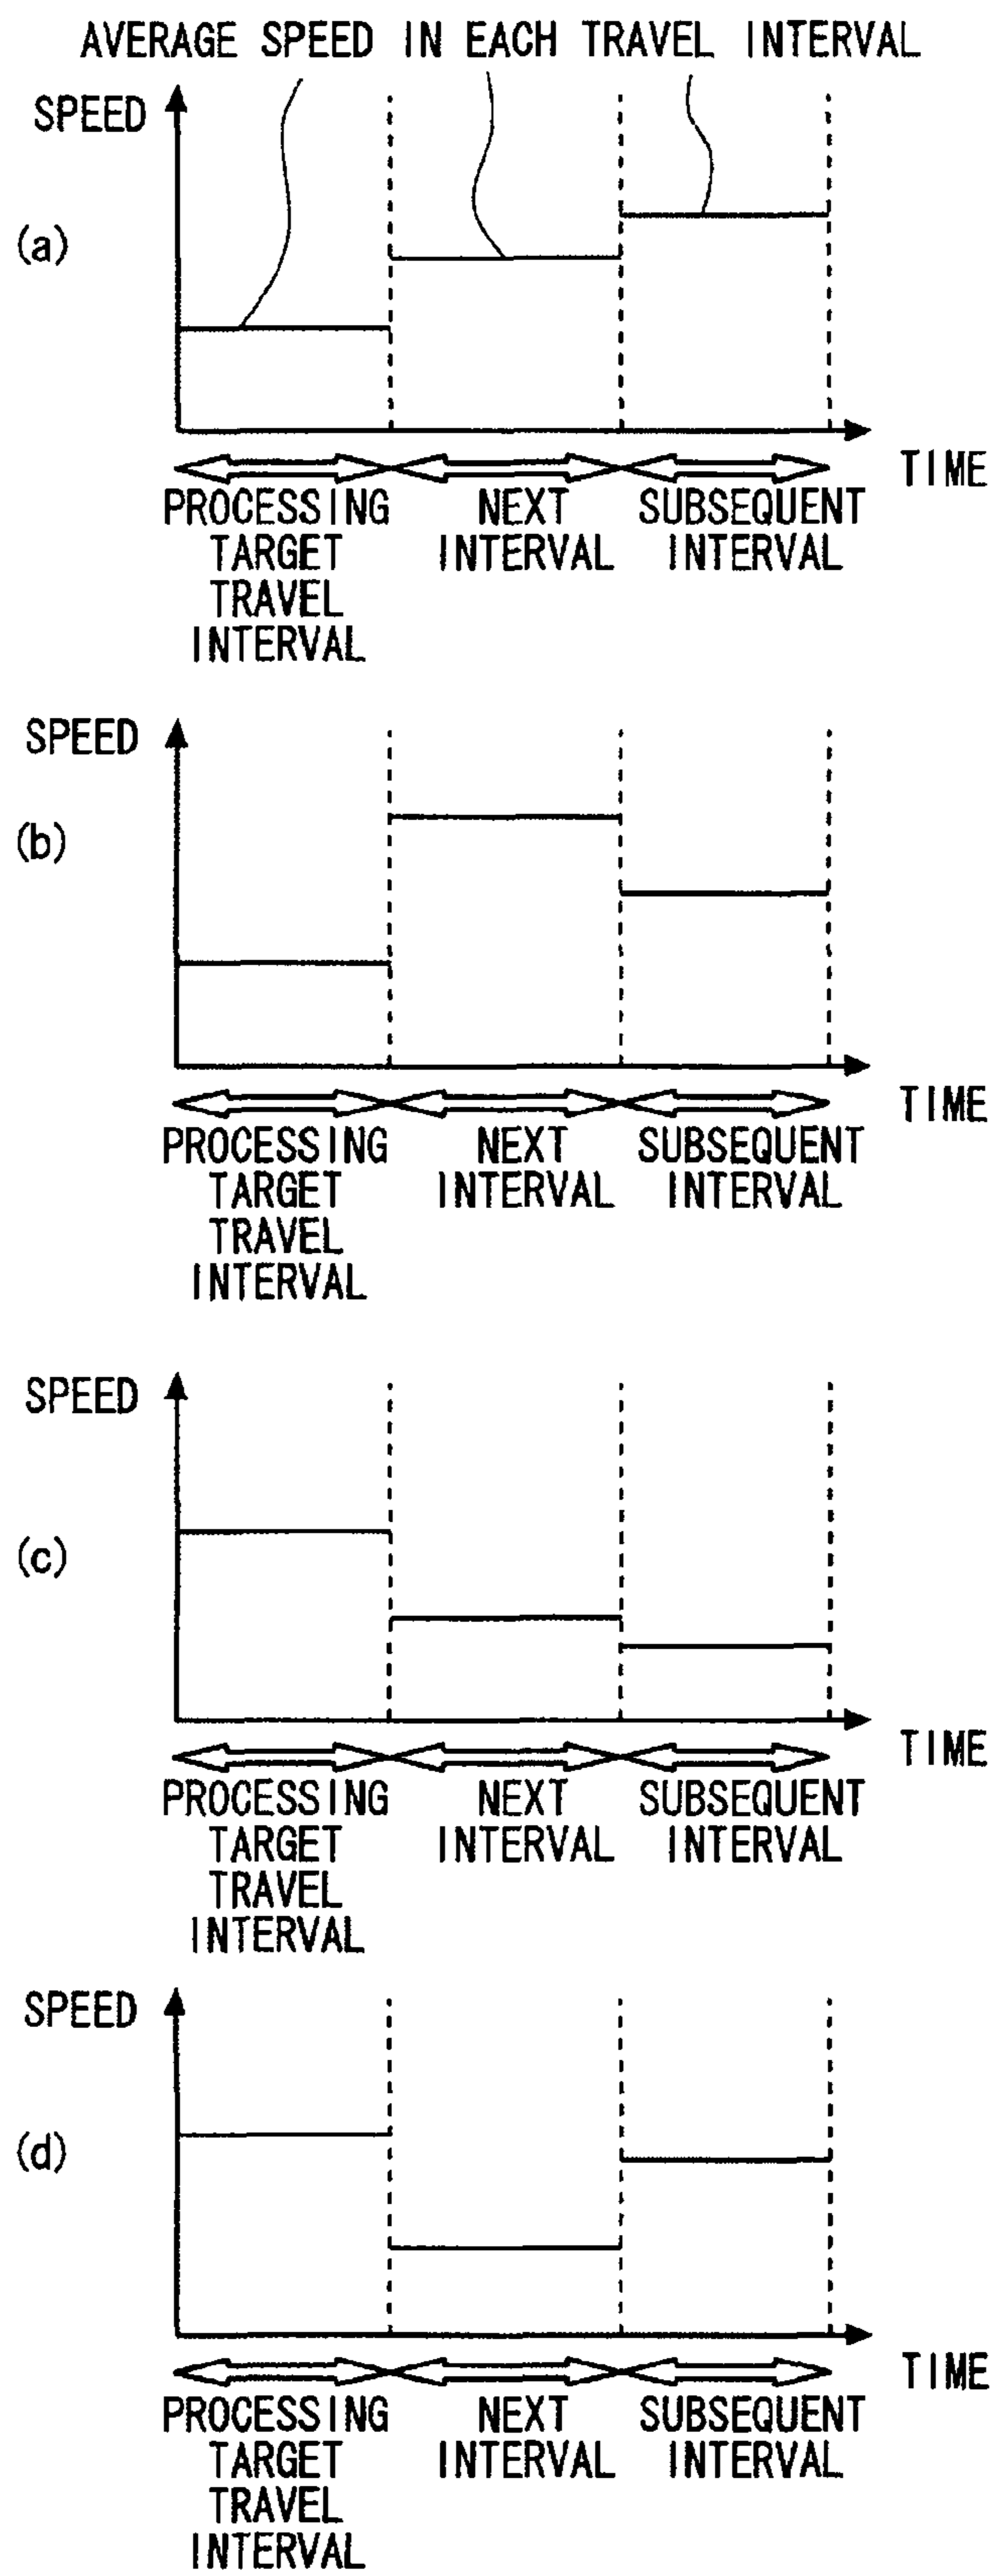 AVERAGE SPEED IN EACH TRAVEL INTERVAL
SPEED
(a)
TIME
PROCESSING TARGET TRAVEL INTERVAL
NEXT INTERVAL
SUBSEQUENT INTERVAL
SPEED
(b)
TIME
PROCESSING TARGET TRAVEL INTERVAL
NEXT INTERVAL
SUBSEQUENT INTERVAL
SPEED
(c)
TIME
PROCESSING TARGET TRAVEL INTERVAL
NEXT INTERVAL
SUBSEQUENT INTERVAL
SPEED
(d)
TIME
PROCESSING TARGET TRAVEL INTERVAL
NEXT INTERVAL
SUBSEQUENT INTERVAL